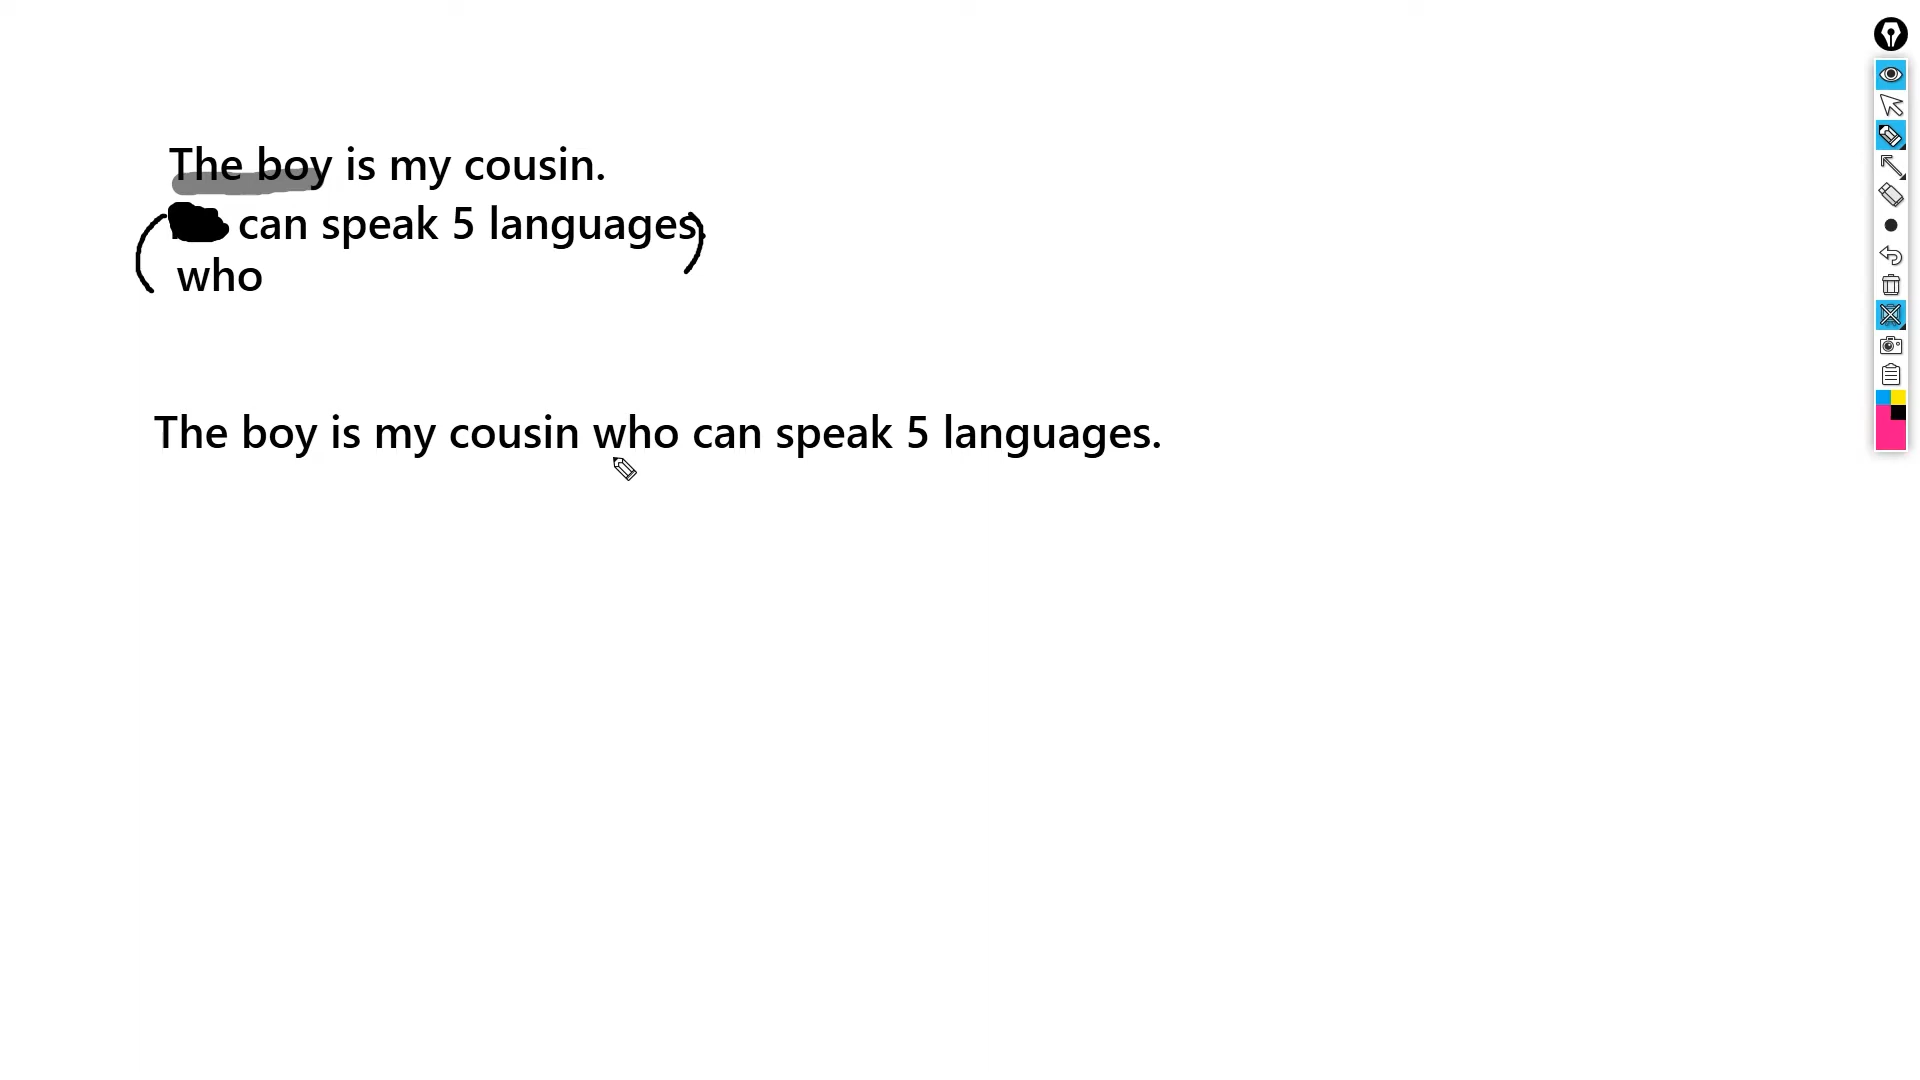 The boy is my cousin.
can speak 5 languages.
who
The boy is my cousin who can speak 5 languages.